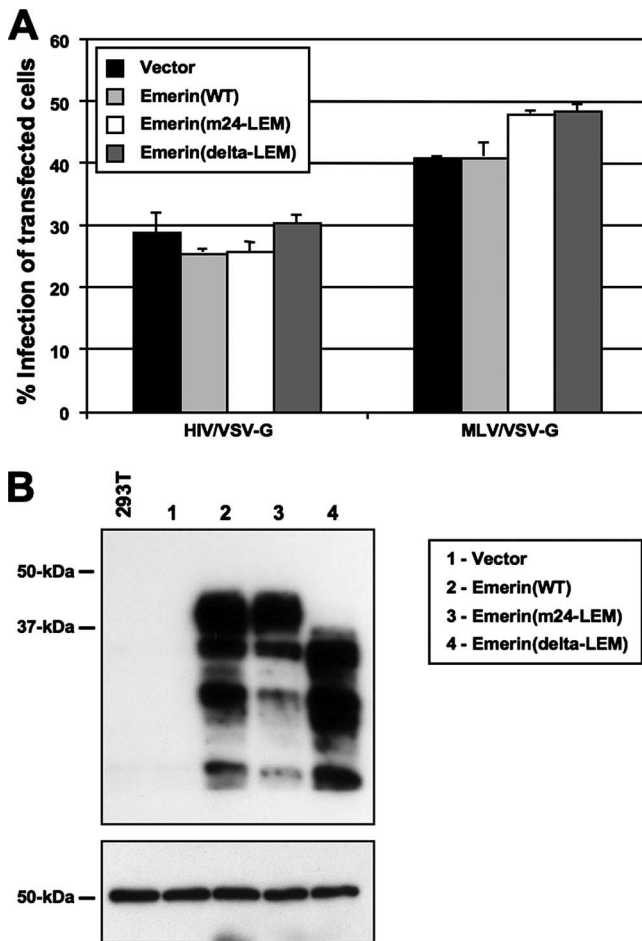 A
% Infection of transfected cells
60
50
40
30
20
10
0
Vector
Emerin(WT)
Emerin(m24-LEM)
Emerin(delta-LEM)
HIV/VSV-G
MLV/VSV-G
B
293T 1 2 3 4
50-kDa
37-kDa
50-kDa
1 - Vector
2 - Emerin(WT)
3 - Emerin(m24-LEM)
4 - Emerin(delta-LEM)